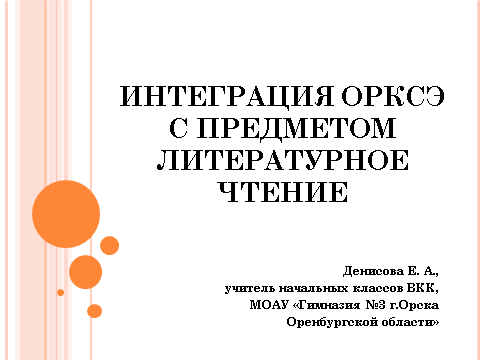 ИНТЕГРАЦИЯ ОРКСЭ
С ПРЕДМЕТОМ
ЛИТЕРАТУРНОЕ
ЧТЕНИЕ
Денисова Е. А.,
учитель начальных классов ВКК,
МОАУ «Гимназия №3 г.Орска
Оренбургской области»